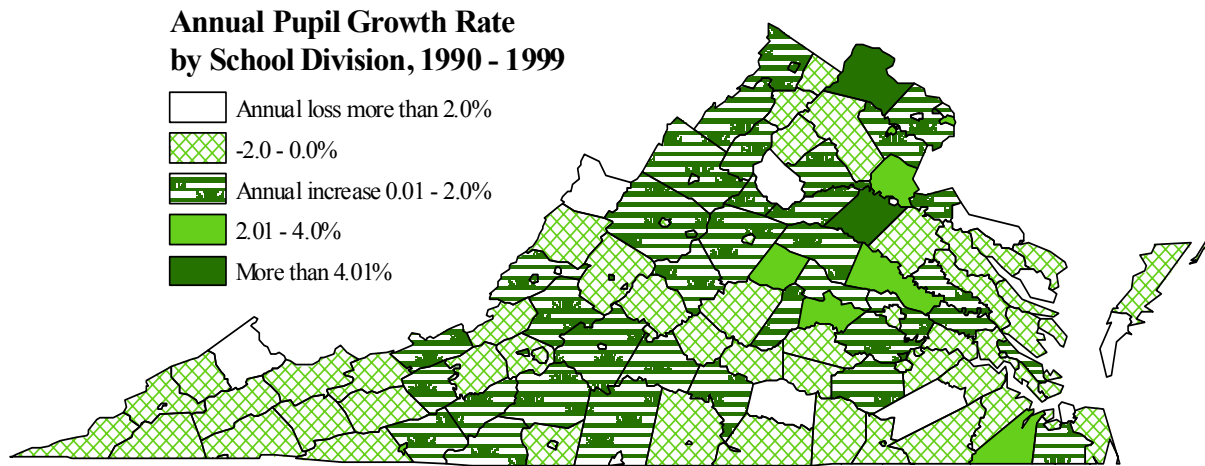 Annual Pupil Growth Rate
by School Division, 1990 - 1999
Annual loss more than 2.0%
-2.0 - 0.0%
Annual increase 0.01 - 2.0%
2.01 - 4.0%
More than 4.01%